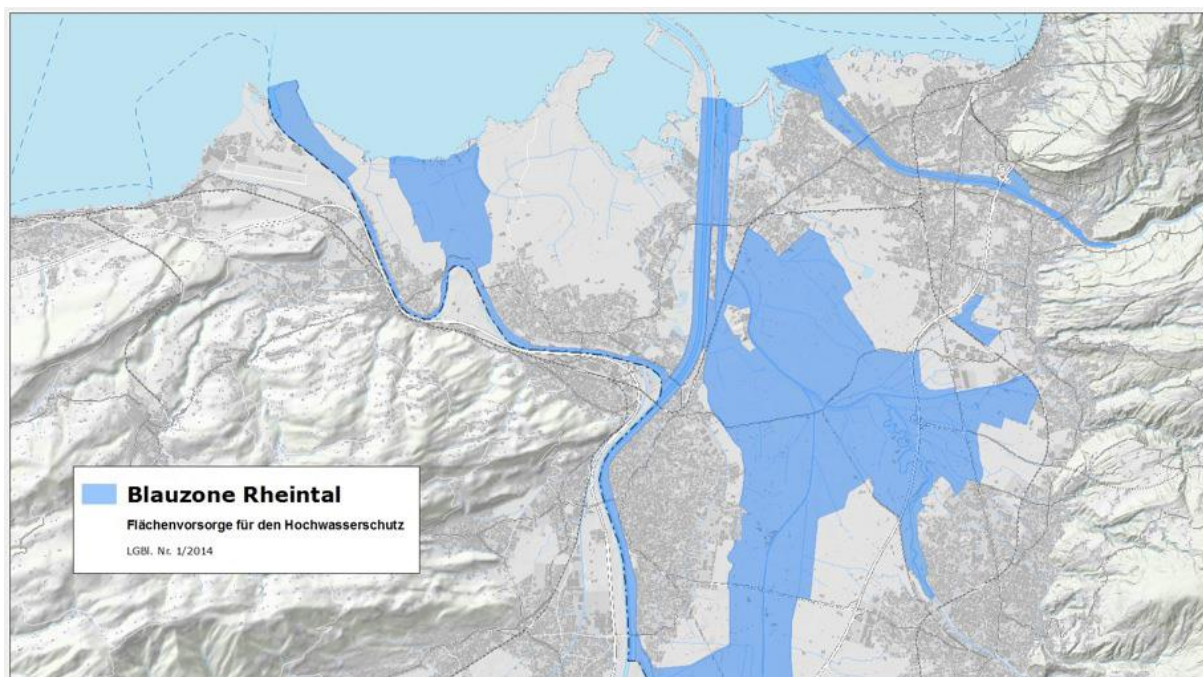 Blauzone Rheintal
Flächenvorsorge für den Hochwasserschutz
LGBl. Nr. 1/2014